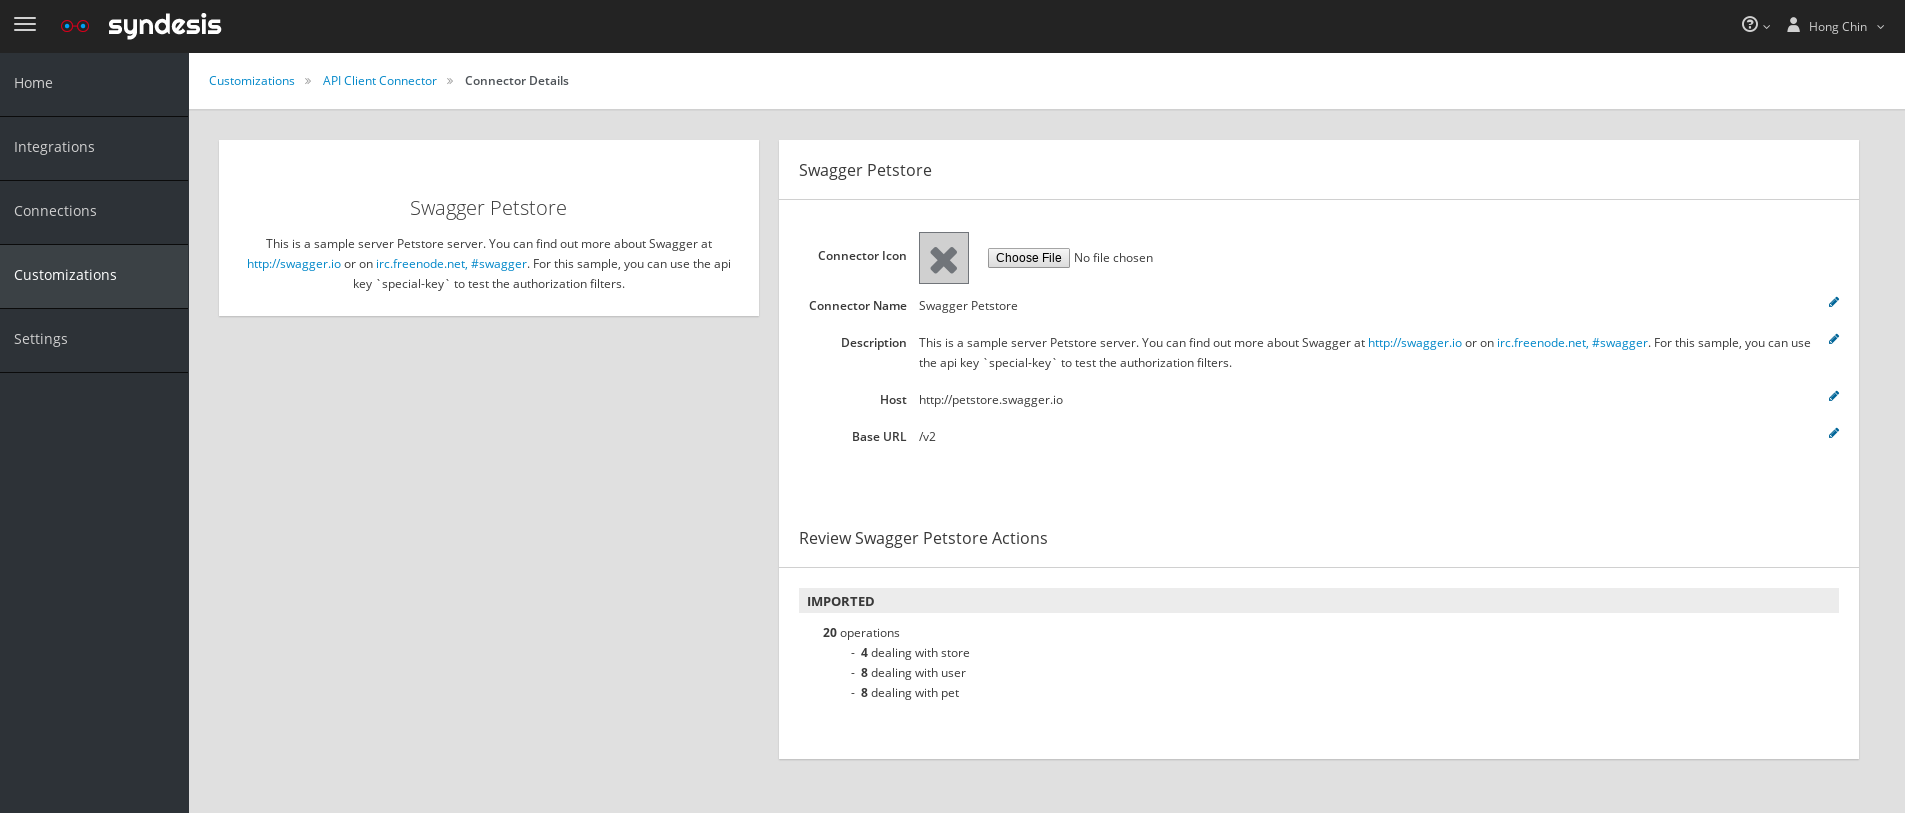 syndesis
Hong Chin
Home
Integrations
Connections
Customizations
Settings
Customizations » API Client Connector » Connector Details
Swagger Petstore
This is a sample server Petstore server. You can find out more about Swagger at
http://swagger.io or on irc.freenode.net, #swagger. For this sample, you can use the api
key `special-key` to test the authorization filters.
Swagger Petstore
Connector Icon Choose File No file chosen
Connector Name Swagger Petstore
Description This is a sample server Petstore server. You can find out more about Swagger at http://swagger.io or on irc.freenode.net, #swagger. For this sample, you can use
the api key `special-key` to test the authorization filters.
Host http://petstore.swagger.io
Base URL /v2
Review Swagger Petstore Actions
IMPORTED
20 operations
- 4 dealing with store
- 8 dealing with user
- 8 dealing with pet